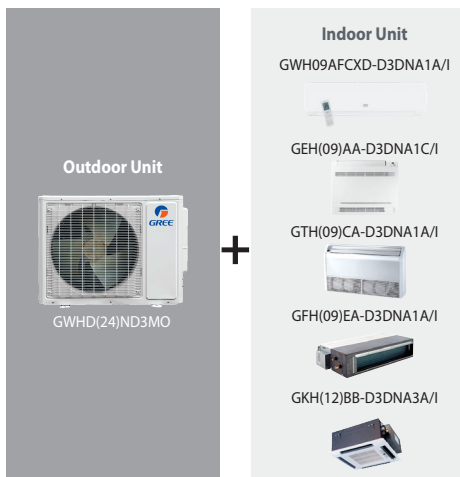 Outdoor Unit
GREE
GWHD(24)ND3MO
+
Indoor Unit
GWH09AFCXD-D3DNA1A/I
GEH(09)AA-D3DNA1C/I
GTH(09)CA-D3DNA1A/I
GFH(09)EA-D3DNA1A/I
GKH(12)BB-D3DNA3A/I